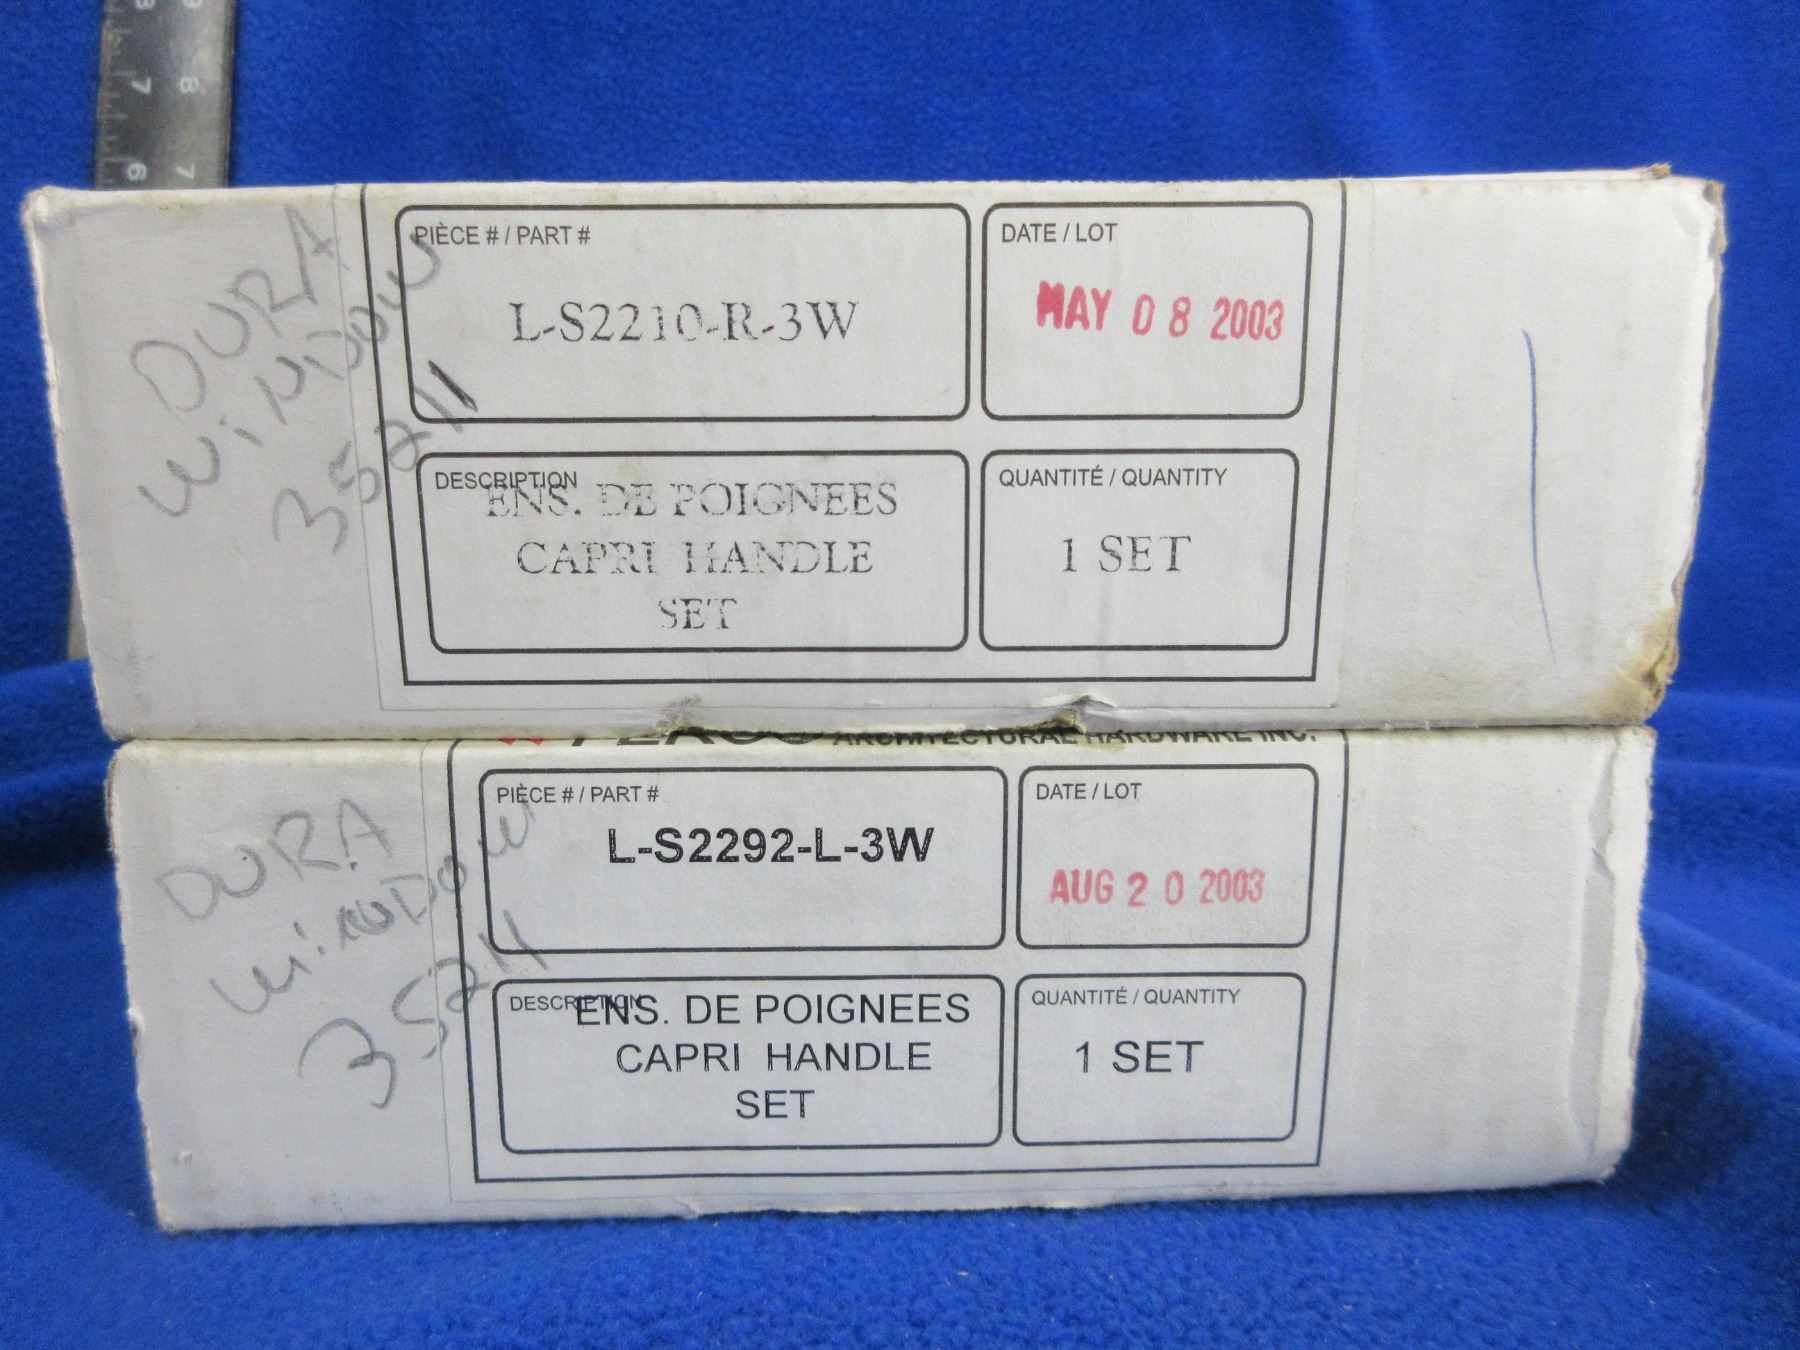 8 9
7 8
6 7
DURA
WINDOW
35211
PIÈCE # / PART #
L-S2210-R-3W
DATE / LOT
MAY 08 2003
DESCRIPTION
ENS. DE POIGNEES
CAPRI HANDLE
SET
QUANTITÉ / QUANTITY
1 SET
ARCHITECTURAL HARDWARE INC.
DURA
WINDOW
35211
PIÈCE # / PART #
L-S2292-L-3W
DATE / LOT
AUG 20 2003
DESCRIPTION
ENS. DE POIGNEES
CAPRI HANDLE
SET
QUANTITÉ / QUANTITY
1 SET